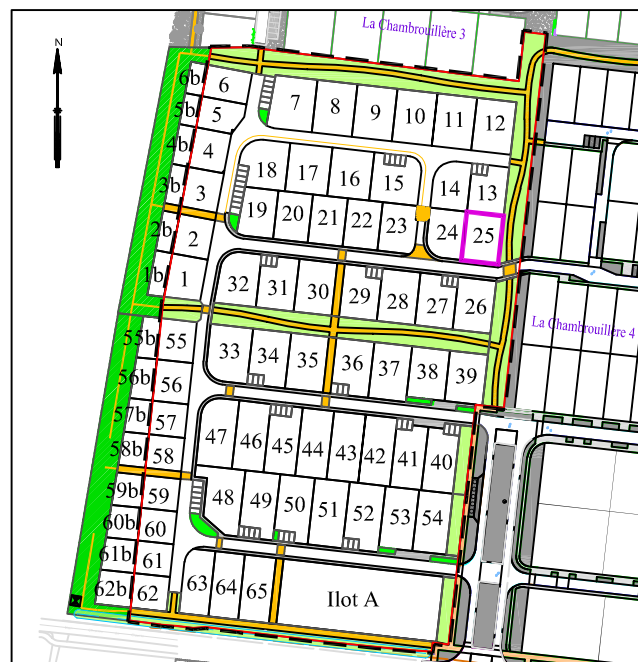 La Chambrouillère 3
N
6b 6 7 8 9 10 11 12
5b 5
4b 4 18 17 16 15 14 13
3b 3 19 20 21 22 23 24 25
2b 2
1b 1 32 31 30 29 28 27 26
La Chambrouillère 4
55b 55 33 34 35 36 37 38 39
56b 56
57b 57 47 46 45 44 43 42 41 40
58b 58
59b 59 48 49 50 51 52 53 54
60b 60
61b 61
62b 62 63 64 65 Ilot A